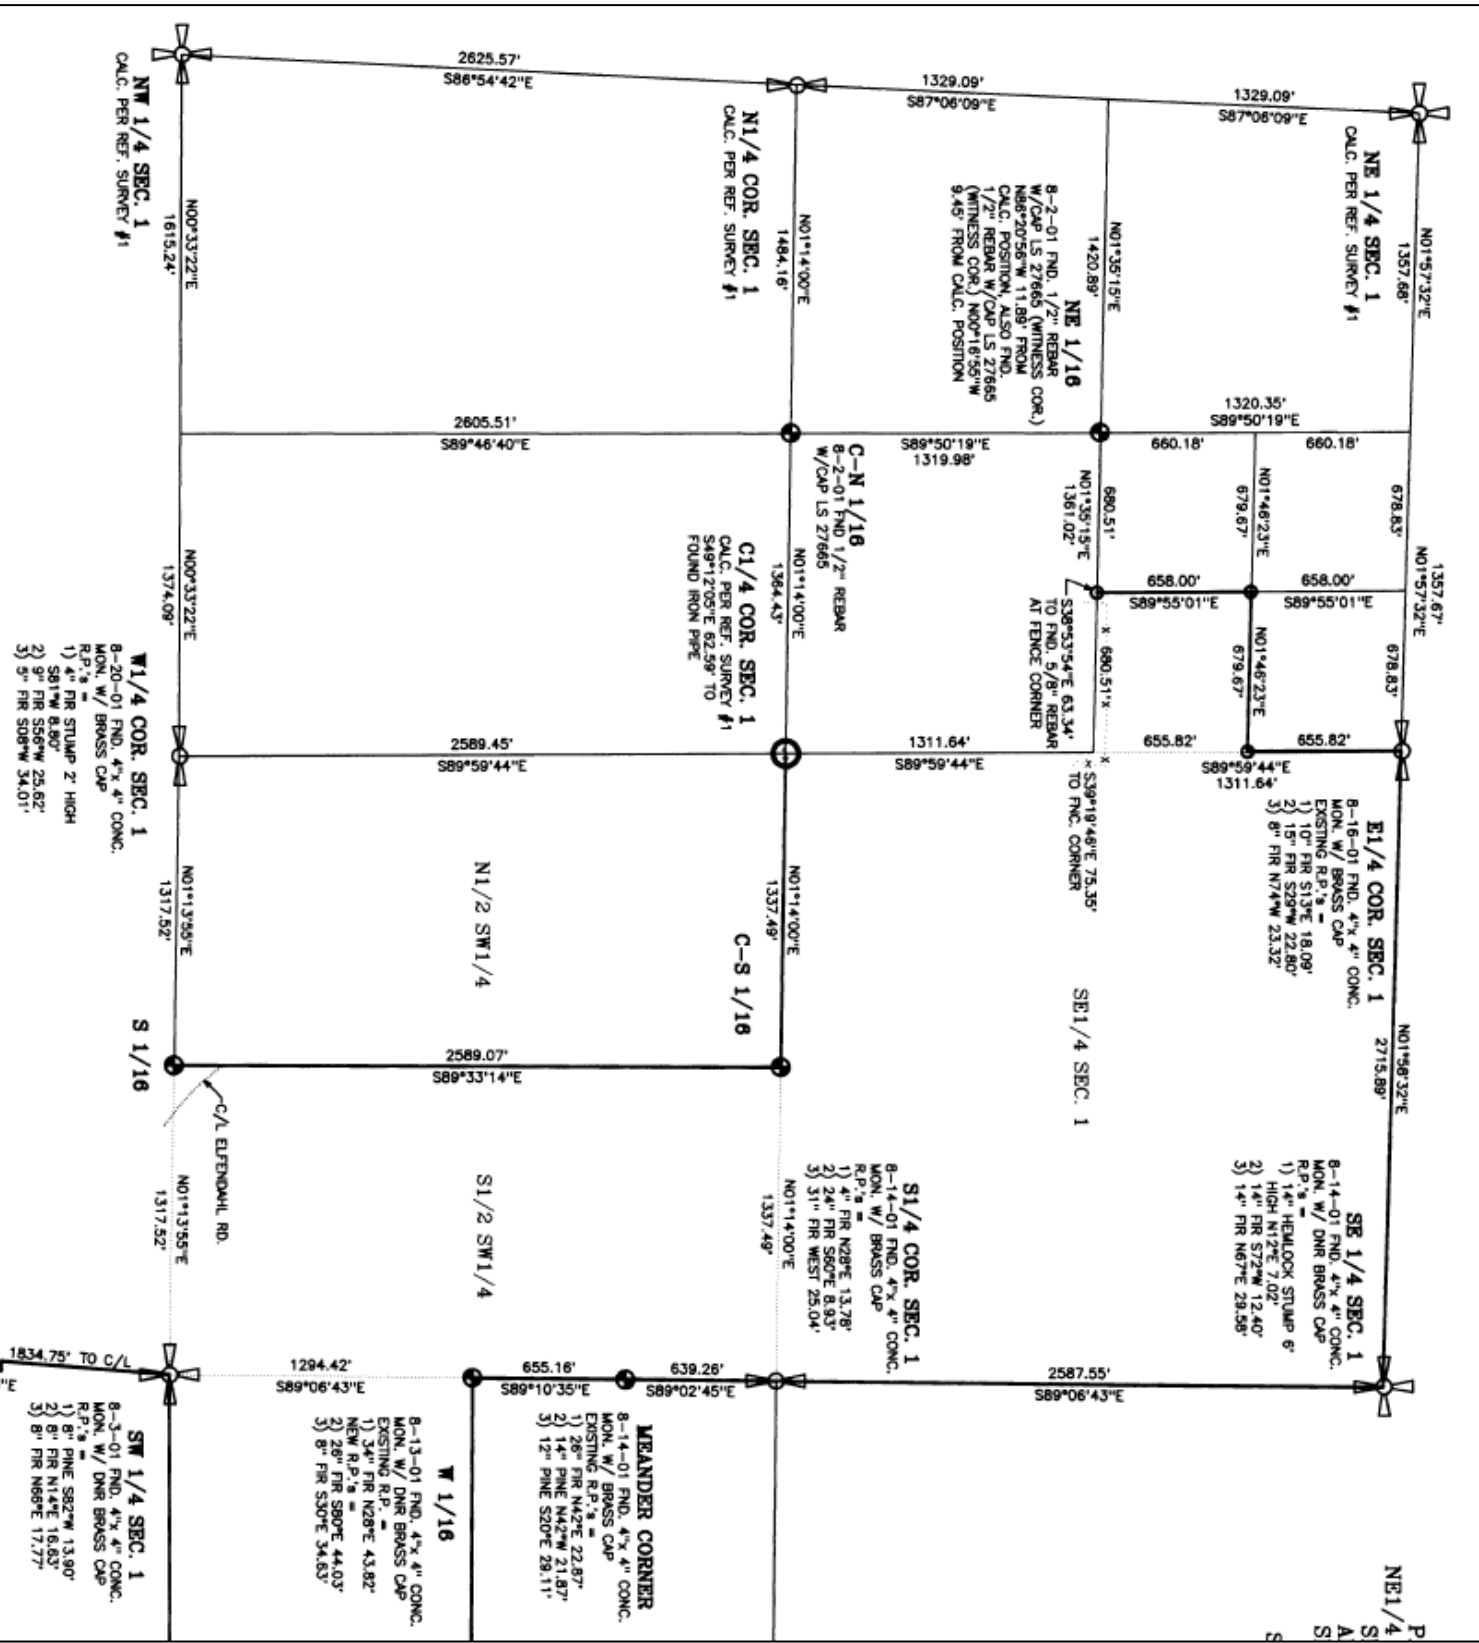 2625.57'
S86°54'42"E
1329.09'
S87°06'09"E
1329.09'
S87°06'09"E
NW 1/4 SEC. 1
CALC. PER REF. SURVEY #1
N1/4 COR. SEC. 1
CALC. PER REF. SURVEY #1
NE 1/4 SEC. 1
CALC. PER REF. SURVEY #1
N00°33'22"E
1615.24'
N01°14'00"E
1484.16'
N01°35'15"E
1420.89'
N01°57'32"E
1357.68'
NE 1/16
8-2-01 FND. 1/2" REBAR
W/CAP LS 27665 (WITNESS COR.)
N86°20'56"W 11.89' FROM
CALC. POSITION, ALSO FND.
1/2" REBAR W/CAP LS 27665
(WITNESS COR.) N00°16'55"W
9.45' FROM CALC. POSITION
2605.51'
S89°46'40"E
S89°50'19"E
1319.98'
1320.35'
S89°50'19"E
660.18'
660.18'
C-N 1/16
8-2-01 FND 1/2" REBAR
W/CAP LS 27665
N00°33'22"E
1374.09'
N01°14'00"E
1364.43'
680.51'
N01°35'15"E
1361.02'
N01°46'23"E
679.67'
678.83'
1357.67'
N01°57'32"E
C1/4 COR. SEC. 1
CALC. PER REF. SURVEY #1
S49°12'05"E 62.59' TO
FOUND IRON PIPE
658.00'
S89°55'01"E
658.00'
S89°55'01"E
S38°53'54"E 63.34'
TO FND. 5/8" REBAR
AT FENCE CORNER
x 680.51' x
x
N01°46'23"E
679.67'
678.83'
W1/4 COR. SEC. 1
8-20-01 FND. 4"x 4" CONC.
MON. W/ BRASS CAP
R.P.'s =
1) 4" FIR STUMP 2' HIGH
S81°W 8.80'
2) 9" FIR S56°W 25.62'
3) 5" FIR S08°W 34.01'
2589.45'
S89°59'44"E
1311.64'
S89°59'44"E
655.82'
655.82'
S89°59'44"E
1311.64'
x S39°19'46"E 75.35'
TO FNC. CORNER
E1/4 COR. SEC. 1
8-16-01 FND. 4"x 4" CONC.
MON. W/ BRASS CAP
EXISTING R.P.'s =
1) 10" FIR S13°E 18.09'
2) 15" FIR S29°W 22.80'
3) 8" FIR N74°W 23.32'
N01°13'55"E
1317.52'
N1/2 SW1/4
N01°14'00"E
1337.49'
C-S 1/16
SE1/4 SEC. 1
N01°58'32"E
2715.89'
S 1/16
2589.07'
S89°33'14"E
C/L ELFENDAHL RD.
N01°13'55"E
1317.52'
S1/2 SW1/4
N01°14'00"E
1337.49'
S1/4 COR. SEC. 1
8-14-01 FND. 4"x 4" CONC.
MON. W/ BRASS CAP
R.P.'s =
1) 4" FIR N28°E 13.78'
2) 24" FIR S60°E 8.93'
3) 31" FIR WEST 25.04'
SE 1/4 SEC. 1
8-14-01 FND. 4"x 4" CONC.
MON. W/ DNR BRASS CAP
R.P.'s =
1) 14" HEMLOCK STUMP 6'
HIGH N12°E 7.02'
2) 14" FIR S72°W 12.40'
3) 14" FIR N67°E 29.58'
1834.75' TO C/L
"E
1294.42'
S89°06'43"E
655.16'
S89°10'35"E
639.26'
S89°02'45"E
2587.55'
S89°06'43"E
SW 1/4 SEC. 1
8-3-01 FND. 4"x 4" CONC.
MON. W/ DNR BRASS CAP
R.P.'s =
1) 8" PINE S82°W 13.90'
2) 8" FIR N14°E 16.63'
3) 8" FIR N66°E 17.77'
W 1/16
8-13-01 FND. 4"x 4" CONC.
MON. W/ DNR BRASS CAP
EXISTING R.P. =
1) 34" FIR N28°E 43.82'
NEW R.P.'s =
2) 26" FIR S80°E 44.03'
3) 8" FIR S30°E 34.63'
MEANDER CORNER
8-14-01 FND. 4"x 4" CONC.
MON. W/ BRASS CAP
EXISTING R.P.'s =
1) 26" FIR N42°E 22.87'
2) 14" PINE N42°W 21.87'
3) 12" PINE S20°E 29.11'
NE1/4
P
S
A
S
S